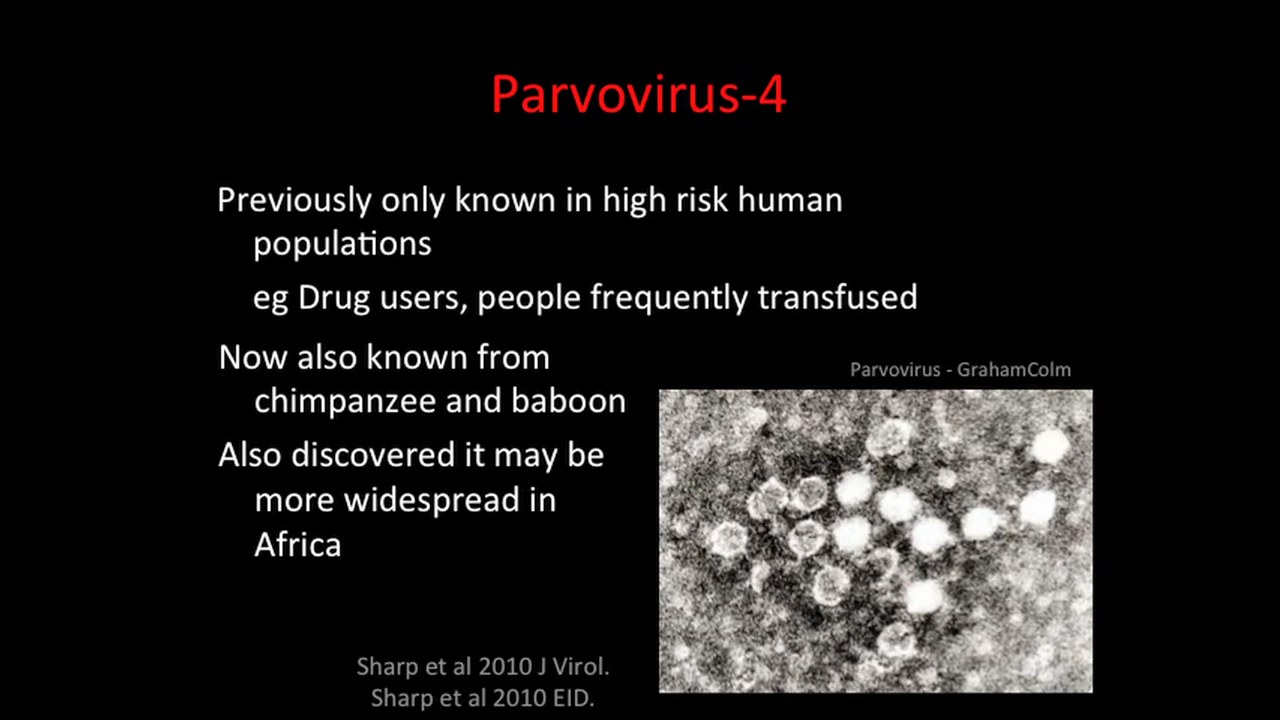 Parvovirus-4
Previously only known in high risk human
populations
eg Drug users, people frequently transfused
Now also known from
chimpanzee and baboon
Also discovered it may be
more widespread in
Africa
Parvovirus - GrahamColm
Sharp et al 2010 J Virol.
Sharp et al 2010 EID.